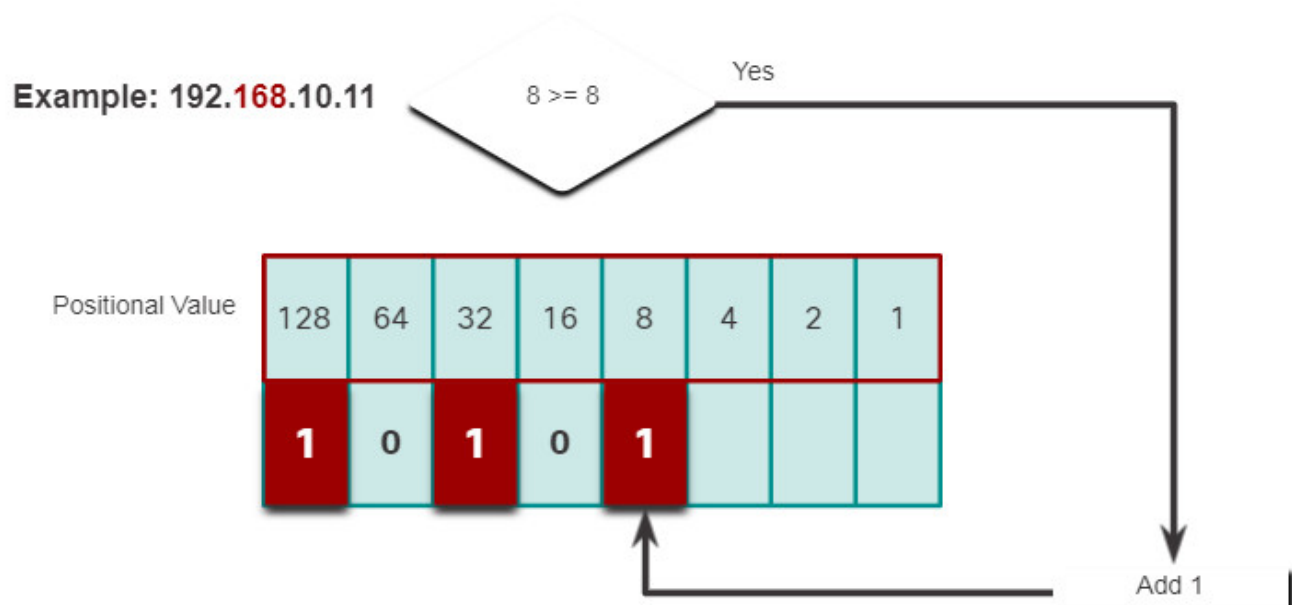 Yes
Example: 192.168.10.11
8 >= 8
Positional Value
128 64 32 16 8 4 2 1
1 0 1 0 1
Add 1